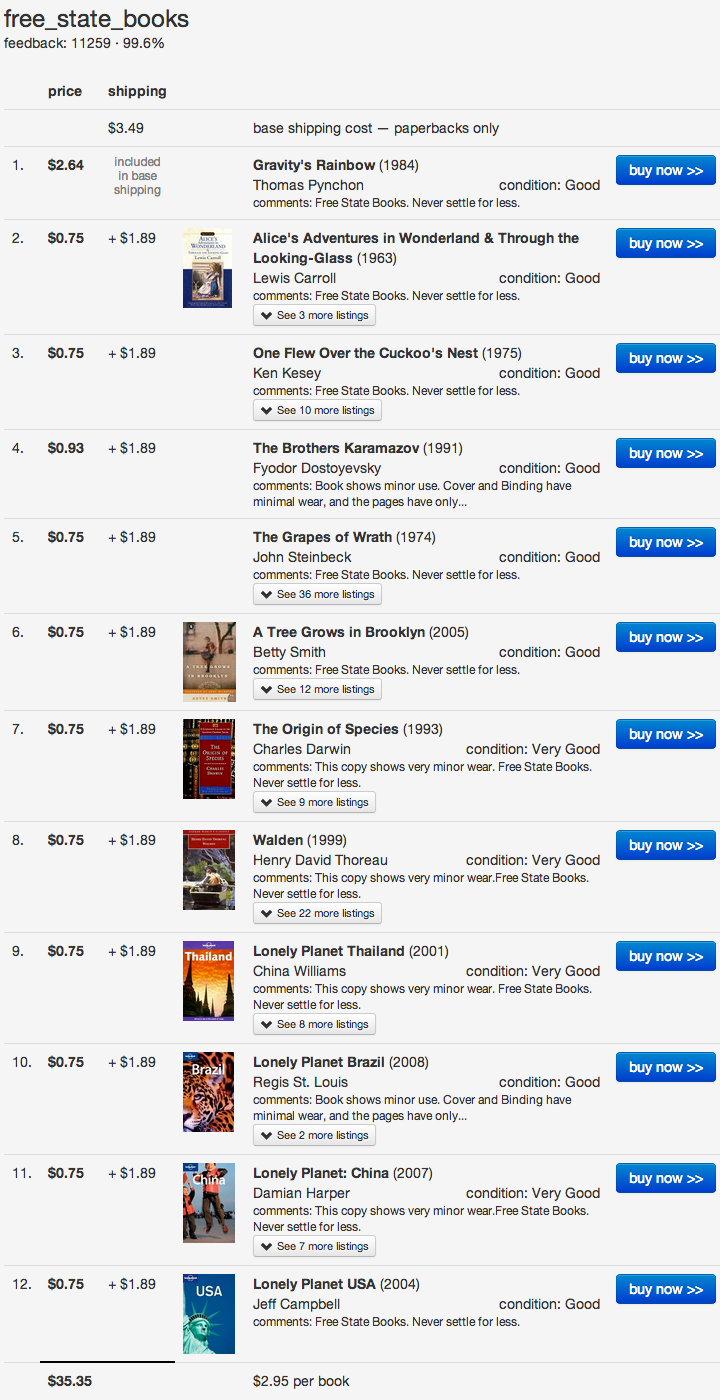 free_state_books
feedback: 11259 · 99.6%
price shipping
$3.49 base shipping cost — paperbacks only
1. $2.64 included in base shipping Gravity's Rainbow (1984) buy now >>
Thomas Pynchon condition: Good
comments: Free State Books. Never settle for less.
2. $0.75 + $1.89 Alice's Adventures in Wonderland & Through the buy now >>
Looking-Glass (1963)
Lewis Carroll condition: Good
comments: Free State Books. Never settle for less.
See 3 more listings
3. $0.75 + $1.89 One Flew Over the Cuckoo's Nest (1975) buy now >>
Ken Kesey condition: Good
comments: Free State Books. Never settle for less.
See 10 more listings
4. $0.93 + $1.89 The Brothers Karamazov (1991) buy now >>
Fyodor Dostoyevsky condition: Good
comments: Book shows minor use. Cover and Binding have
minimal wear, and the pages have only...
5. $0.75 + $1.89 The Grapes of Wrath (1974) buy now >>
John Steinbeck condition: Good
comments: Free State Books. Never settle for less.
See 36 more listings
6. $0.75 + $1.89 A Tree Grows in Brooklyn (2005) buy now >>
Betty Smith condition: Good
comments: Free State Books. Never settle for less.
See 12 more listings
7. $0.75 + $1.89 The Origin of Species (1993) buy now >>
Charles Darwin condition: Very Good
comments: This copy shows very minor wear. Free State Books.
Never settle for less.
THE ORIGIN OF SPECIES
CHARLES DARWIN
See 9 more listings
8. $0.75 + $1.89 Walden (1999) buy now >>
Henry David Thoreau condition: Very Good
comments: This copy shows very minor wear.Free State Books.
Never settle for less.
See 22 more listings
9. $0.75 + $1.89 Lonely Planet Thailand (2001) buy now >>
Thailand
China Williams condition: Very Good
comments: This copy shows very minor wear. Free State Books.
Never settle for less.
See 8 more listings
10. $0.75 + $1.89 Lonely Planet Brazil (2008) buy now >>
Brazil
Regis St. Louis condition: Good
comments: Book shows minor use. Cover and Binding have
minimal wear, and the pages have only...
See 2 more listings
11. $0.75 + $1.89 Lonely Planet: China (2007) buy now >>
China
Damian Harper condition: Very Good
comments: This copy shows very minor wear.Free State Books.
Never settle for less.
See 7 more listings
12. $0.75 + $1.89 Lonely Planet USA (2004) buy now >>
USA
Jeff Campbell condition: Good
comments: Free State Books. Never settle for less.
$35.35 $2.95 per book